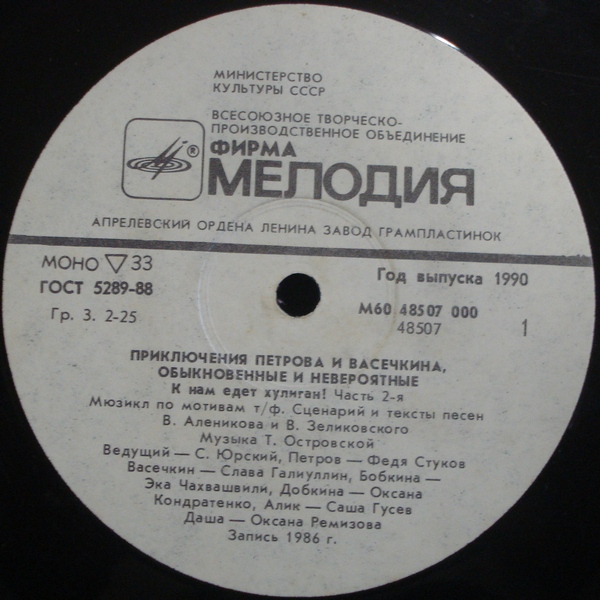 МИНИСТЕРСТВО
КУЛЬТУРЫ СССР
ВСЕСОЮЗНОЕ ТВОРЧЕСКО-
ПРОИЗВОДСТВЕННОЕ ОБЪЕДИНЕНИЕ
®
ФИРМА
МЕЛОДИЯ
АПРЕЛЕВСКИЙ ОРДЕНА ЛЕНИНА ЗАВОД ГРАМПЛАСТИНОК
МОНО ▽ 33
ГОСТ 5289-88
Гр. 3. 2-25
Год выпуска 1990
М60 48507 000
48507
1
ПРИКЛЮЧЕНИЯ ПЕТРОВА И ВАСЕЧКИНА,
ОБЫКНОВЕННЫЕ И НЕВЕРОЯТНЫЕ
К нам едет хулиган! Часть 2-я
Мюзикл по мотивам т/ф. Сценарий и тексты песен
В. Аленикова и В. Зеликовского
Музыка Т. Островской
Ведущий — С. Юрский, Петров — Федя Стуков
Васечкин — Слава Галиуллин, Бобкина —
Эка Чахвашвили, Добкина — Оксана
Кондратенко, Алик — Саша Гусев
Даша — Оксана Ремизова
Запись 1986 г.